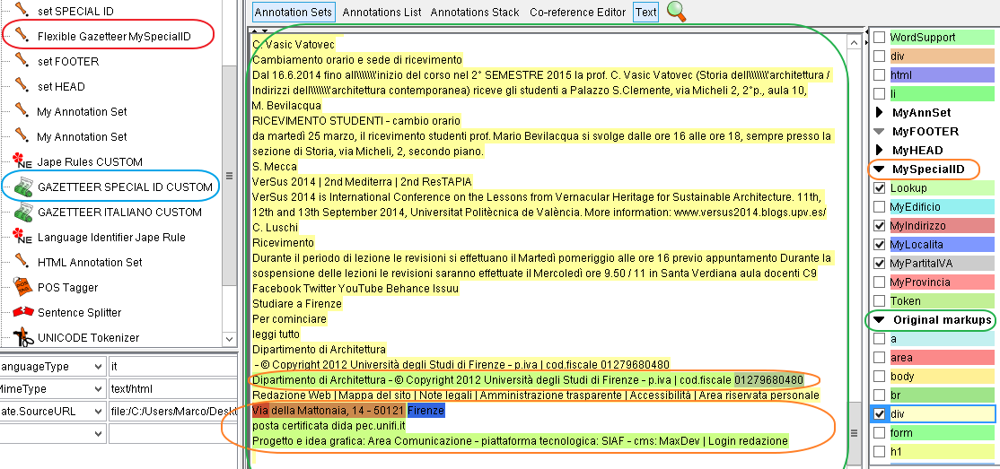 set SPECIAL ID
Flexible Gazetteer MySpecialID
set FOOTER
set HEAD
My Annotation Set
My Annotation Set
Jape Rules CUSTOM
GAZETTEER SPECIAL ID CUSTOM
GAZETTEER ITALIANO CUSTOM
Language Identifier Jape Rule
HTML Annotation Set
POS Tagger
Sentence Splitter
UNICODE Tokenizer
anguageType it
MimeType text/html
ate.SourceURL file:/C:/Users/Marco/Desk
Annotation Sets Annotations List Annotations Stack Co-reference Editor Text
C. Vasic Vatovec
Cambiamento orario e sede di ricevimento
Dal 16.6.2014 fino all\\\\\\\'inizio del corso nel 2° SEMESTRE 2015 la prof. C. Vasic Vatovec (Storia dell\\\\\\\'architettura /
Indirizzi dell\\\\\\\'architettura contemporanea) riceve gli studenti a Palazzo S.Clemente, via Micheli 2, 2°p., aula 10,
M. Bevilacqua
RICEVIMENTO STUDENTI - cambio orario
da martedì 25 marzo, il ricevimento studenti prof. Mario Bevilacqua si svolge dalle ore 16 alle ore 18, sempre presso la
sezione di Storia, via Micheli, 2, secondo piano.
S. Mecca
VerSus 2014 | 2nd Mediterra | 2nd ResTAPIA
VerSus 2014 is International Conference on the Lessons from Vernacular Heritage for Sustainable Architecture. 11th,
12th and 13th September 2014, Universitat Politècnica de València. More information: www.versus2014.blogs.upv.es/
C. Luschi
Ricevimento
Durante il periodo di lezione le revisioni si effettuano il Martedì pomeriggio alle ore 16 previo appuntamento Durante la
sospensione delle lezioni le revisioni saranno effettuate il Mercoledì ore 9.50 / 11 in Santa Verdiana aula docenti C9
Facebook Twitter YouTube Behance Issuu
Studiare a Firenze
Per cominciare
leggi tutto
Dipartimento di Architettura
- © Copyright 2012 Università degli Studi di Firenze - p.iva | cod.fiscale 01279680480
Dipartimento di Architettura - © Copyright 2012 Università degli Studi di Firenze - p.iva | cod.fiscale 01279680480
Redazione Web | Mappa del sito | Note legali | Amministrazione trasparente | Accessibilità | Area riservata personale
Via della Mattonaia, 14 - 50121 Firenze
posta certificata dida pec.unifi.it
Progetto e idea grafica: Area Comunicazione - piattaforma tecnologica: SIAF - cms: MaxDev | Login redazione
WordSupport
div
html
li
MyAnnSet
MyFOOTER
MyHEAD
MySpecialID
Lookup
MyEdificio
MyIndirizzo
MyLocalita
MyPartitaIVA
MyProvincia
Token
Original markups
a
area
body
br
div
form
h1